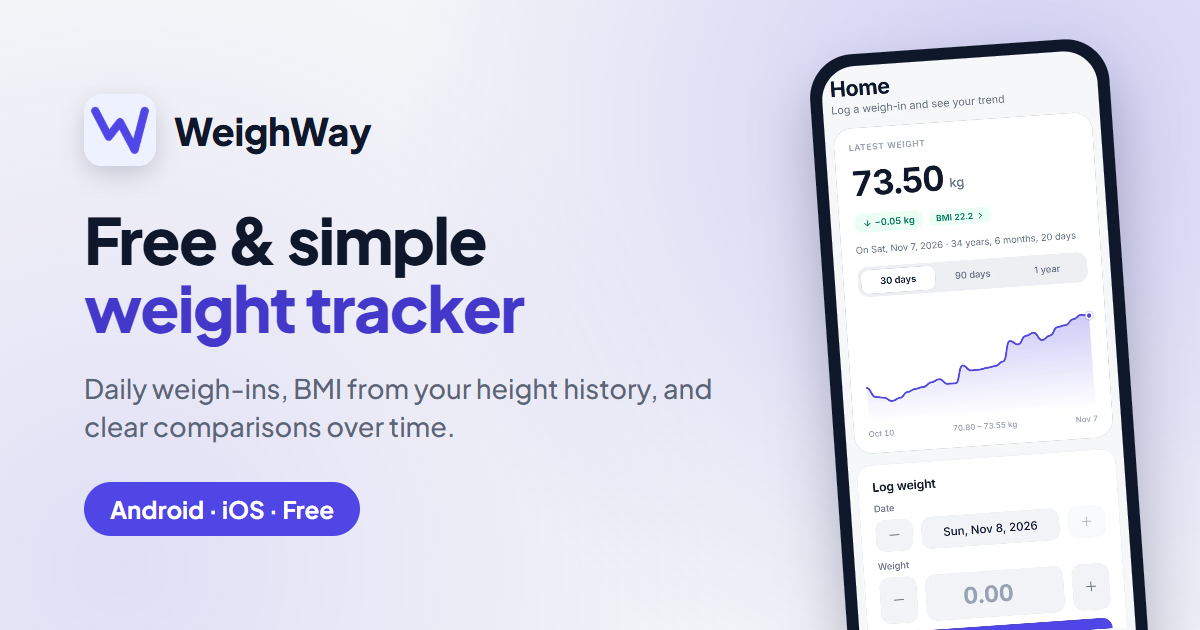 WeighWay
Free & simple
weight tracker
Daily weigh-ins, BMI from your height history, and
clear comparisons over time.
Android · iOS · Free
Home
Log a weigh-in and see your trend
LATEST WEIGHT
73.50 kg
↓ −0.05 kg BMI 22.2 >
On Sat, Nov 7, 2026 · 34 years, 6 months, 20 days
30 days 90 days 1 year
Oct 10 70.80 – 73.55 kg Nov 7
Log weight
Date
− Sun, Nov 8, 2026 +
Weight
− 0.00 +